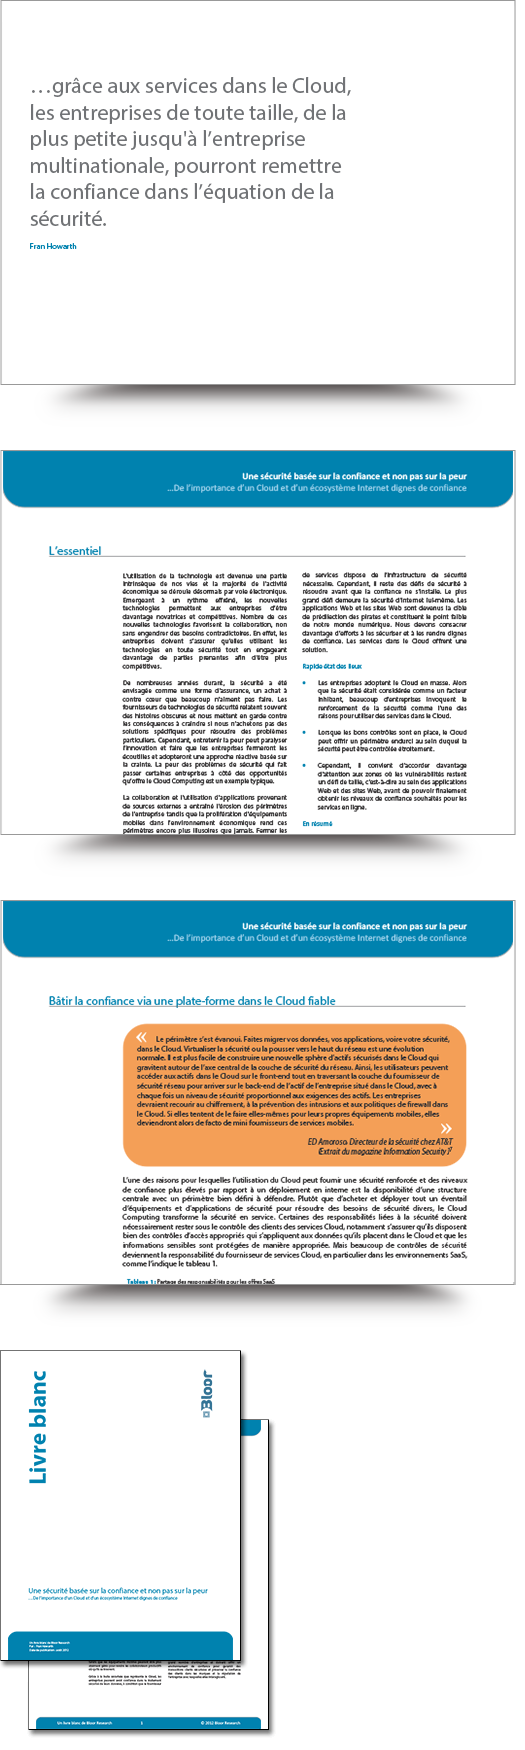 …grâce aux services dans le Cloud,
les entreprises de toute taille, de la
plus petite jusqu'à l’entreprise
multinationale, pourront remettre
la confiance dans l’équation de la
sécurité.
Fran Howarth
Une sécurité basée sur la confiance et non pas sur la peur
...De l’importance d’un Cloud et d’un écosystème Internet dignes de confiance
L’essentiel
L’utilisation de la technologie est devenue une partie
intrinsèque de nos vies et la majorité de l’activité
économique se déroule désormais par voie électronique.
Emergeant à un rythme effréné, les nouvelles
technologies permettent aux entreprises d’être
davantage novatrices et compétitives. Nombre de ces
nouvelles technologies favorisent la collaboration, non
sans engendrer des besoins contradictoires. En effet, les
entreprises doivent s’assurer qu’elles utilisent les
technologies en toute sécurité tout en engageant
davantage de parties prenantes afin d’être plus
compétitives.
De nombreuses années durant, la sécurité a été
envisagée comme une forme d’assurance, un achat à
contre cœur que beaucoup n’aiment pas faire. Les
fournisseurs de technologies de sécurité relatent souvent
des histoires obscures et nous mettent en garde contre
les conséquences à craindre si nous n’achetons pas des
solutions spécifiques pour résoudre des problèmes
particuliers. Cependant, entretenir la peur peut paralyser
l’innovation et faire que les entreprises fermeront les
écoutilles et adopteront une approche réactive basée sur
la crainte. La peur des problèmes de sécurité qui fait
passer certaines entreprises à côté des opportunités
qu’offre le Cloud Computing est un exemple typique.
La collaboration et l’utilisation d’applications provenant
de sources externes a entraîné l’érosion des périmètres
de l’entreprise tandis que la prolifération d’équipements
mobiles dans l’environnement économique rend ces
périmètres encore plus illusoires que jamais. Fermer les
de services dispose de l’infrastructure de sécurité
nécessaire. Cependant, il reste des défis de sécurité à
résoudre avant que la confiance ne s’installe. Le plus
grand défi demeure la sécurité d’Internet lui-même. Les
applications Web et les sites Web sont devenus la cible
de prédilection des pirates et constituent le point faible
de notre monde numérique. Nous devons consacrer
davantage d’efforts à les sécuriser et à les rendre dignes
de confiance. Les services dans le Cloud offrent une
solution.
Rapide état des lieux
• Les entreprises adoptent le Cloud en masse. Alors
que la sécurité était considérée comme un facteur
inhibant, beaucoup d’entreprises invoquent le
renforcement de la sécurité comme l’une des
raisons pour utiliser des services dans le Cloud.
• Lorsque les bons contrôles sont en place, le Cloud
peut offrir un périmètre endurci au sein duquel la
sécurité peut être contrôlée étroitement.
• Cependant, il convient d’accorder davantage
d’attention aux zones où les vulnérabilités restent
un défi de taille, c’est-à-dire au sein des applications
Web et des sites Web, avant de pouvoir finalement
obtenir les niveaux de confiance souhaités pour les
services en ligne.
En résumé
Une sécurité basée sur la confiance et non pas sur la peur
...De l’importance d’un Cloud et d’un écosystème Internet dignes de confiance
Bâtir la confiance via une plate-forme dans le Cloud fiable
« Le périmètre s’est évanoui. Faites migrer vos données, vos applications, voire votre sécurité,
dans le Cloud. Virtualiser la sécurité ou la pousser vers le haut du réseau est une évolution
normale. Il est plus facile de construire une nouvelle sphère d’actifs sécurisés dans le Cloud qui
gravitent autour de l’axe central de la couche de sécurité du réseau. Ainsi, les utilisateurs peuvent
accéder aux actifs dans le Cloud sur le front-end tout en traversant la couche du fournisseur de
sécurité réseau pour arriver sur le back-end de l’actif de l’entreprise situé dans le Cloud, avec à
chaque fois un niveau de sécurité proportionnel aux exigences des actifs. Les entreprises
devraient recourir au chiffrement, à la prévention des intrusions et aux politiques de firewall dans
le Cloud. Si elles tentent de le faire elles-mêmes pour leurs propres équipements mobiles, elles
deviendront alors de facto de mini fournisseurs de services mobiles. »
ED Amoroso, Directeur de la sécurité chez AT&T
(Extrait du magazine Information Security )⁷
L’une des raisons pour lesquelles l’utilisation du Cloud peut fournir une sécurité renforcée et des niveaux
de confiance plus élevés par rapport à un déploiement en interne est la disponibilité d’une structure
centrale avec un périmètre bien défini à défendre. Plutôt que d’acheter et déployer tout un éventail
d’équipements et d’applications de sécurité pour résoudre des besoins de sécurité divers, le Cloud
Computing transforme la sécurité en service. Certaines des responsabilités liées à la sécurité doivent
nécessairement rester sous le contrôle des clients des services Cloud, notamment s’assurer qu’ils disposent
bien des contrôles d’accès appropriés qui s’appliquent aux données qu’ils placent dans le Cloud et que les
informations sensibles sont protégées de manière appropriée. Mais beaucoup de contrôles de sécurité
deviennent la responsabilité du fournisseur de services Cloud, en particulier dans les environnements SaaS,
comme l’indique le tableau 1.
Tableau 1 : Partage des responsabilités pour les offres SaaS
Livre blanc
Bloor
Une sécurité basée sur la confiance et non pas sur la peur
...De l’importance d’un Cloud et d’un écosystème Internet dignes de confiance
Un livre blanc de Bloor Research
Par : Fran Howarth
Un livre blanc de Bloor Research 1 © 2012 Bloor Research